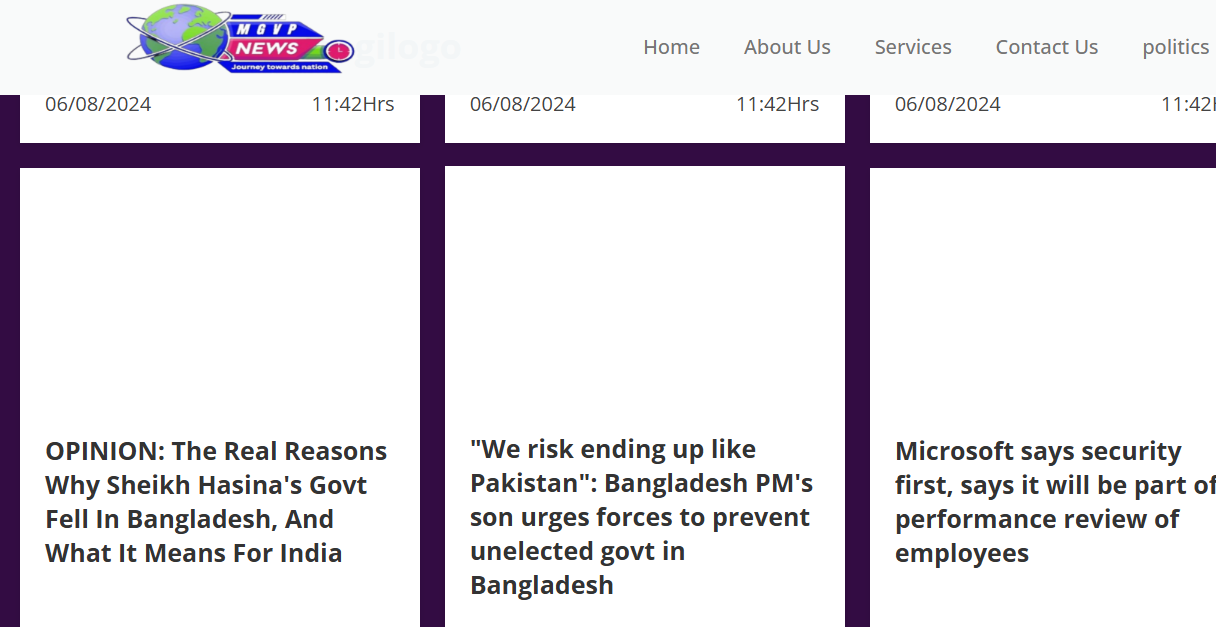 MGVP
NEWS
Journey towards nation
gilogo
Home
About Us
Services
Contact Us
politics
06/08/2024
11:42Hrs
06/08/2024
11:42Hrs
06/08/2024
11:42H
OPINION: The Real Reasons
Why Sheikh Hasina's Govt
Fell In Bangladesh, And
What It Means For India
"We risk ending up like
Pakistan": Bangladesh PM's
son urges forces to prevent
unelected govt in
Bangladesh
Microsoft says security
first, says it will be part of
performance review of
employees